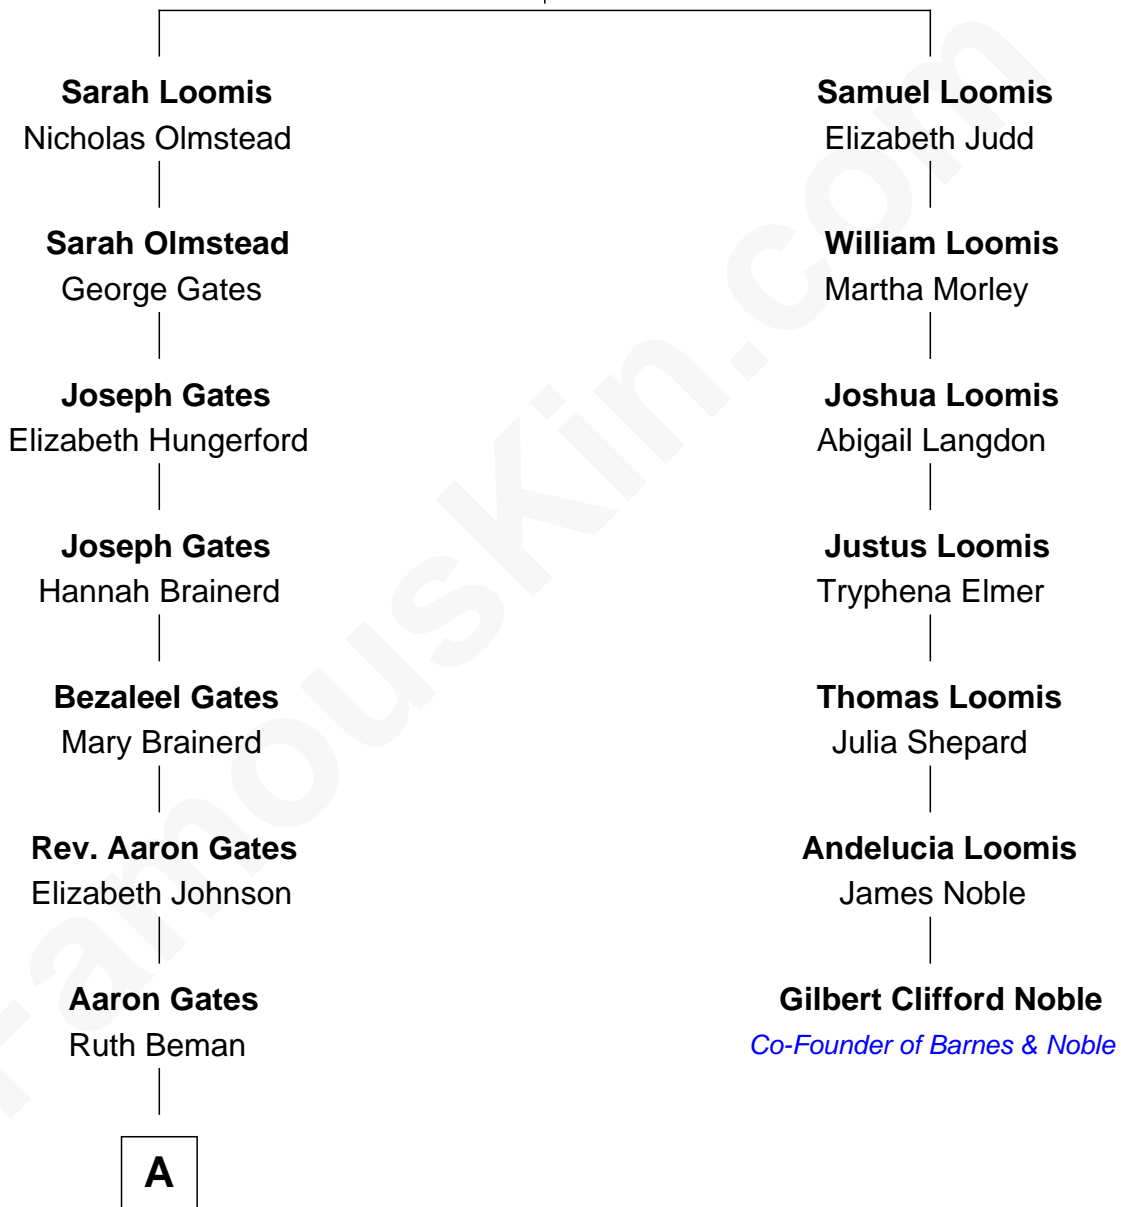 Sarah Loomis
Nicholas Olmstead
Sarah Olmstead
George Gates
Joseph Gates
Elizabeth Hungerford
Joseph Gates
Hannah Brainerd
Bezaleel Gates
Mary Brainerd
Rev. Aaron Gates
Elizabeth Johnson
Aaron Gates
Ruth Beman
A
Samuel Loomis
Elizabeth Judd
William Loomis
Martha Morley
Joshua Loomis
Abigail Langdon
Justus Loomis
Tryphena Elmer
Thomas Loomis
Julia Shepard
Andelucia Loomis
James Noble
Gilbert Clifford Noble
Co-Founder of Barnes & Noble
FamousKin.com